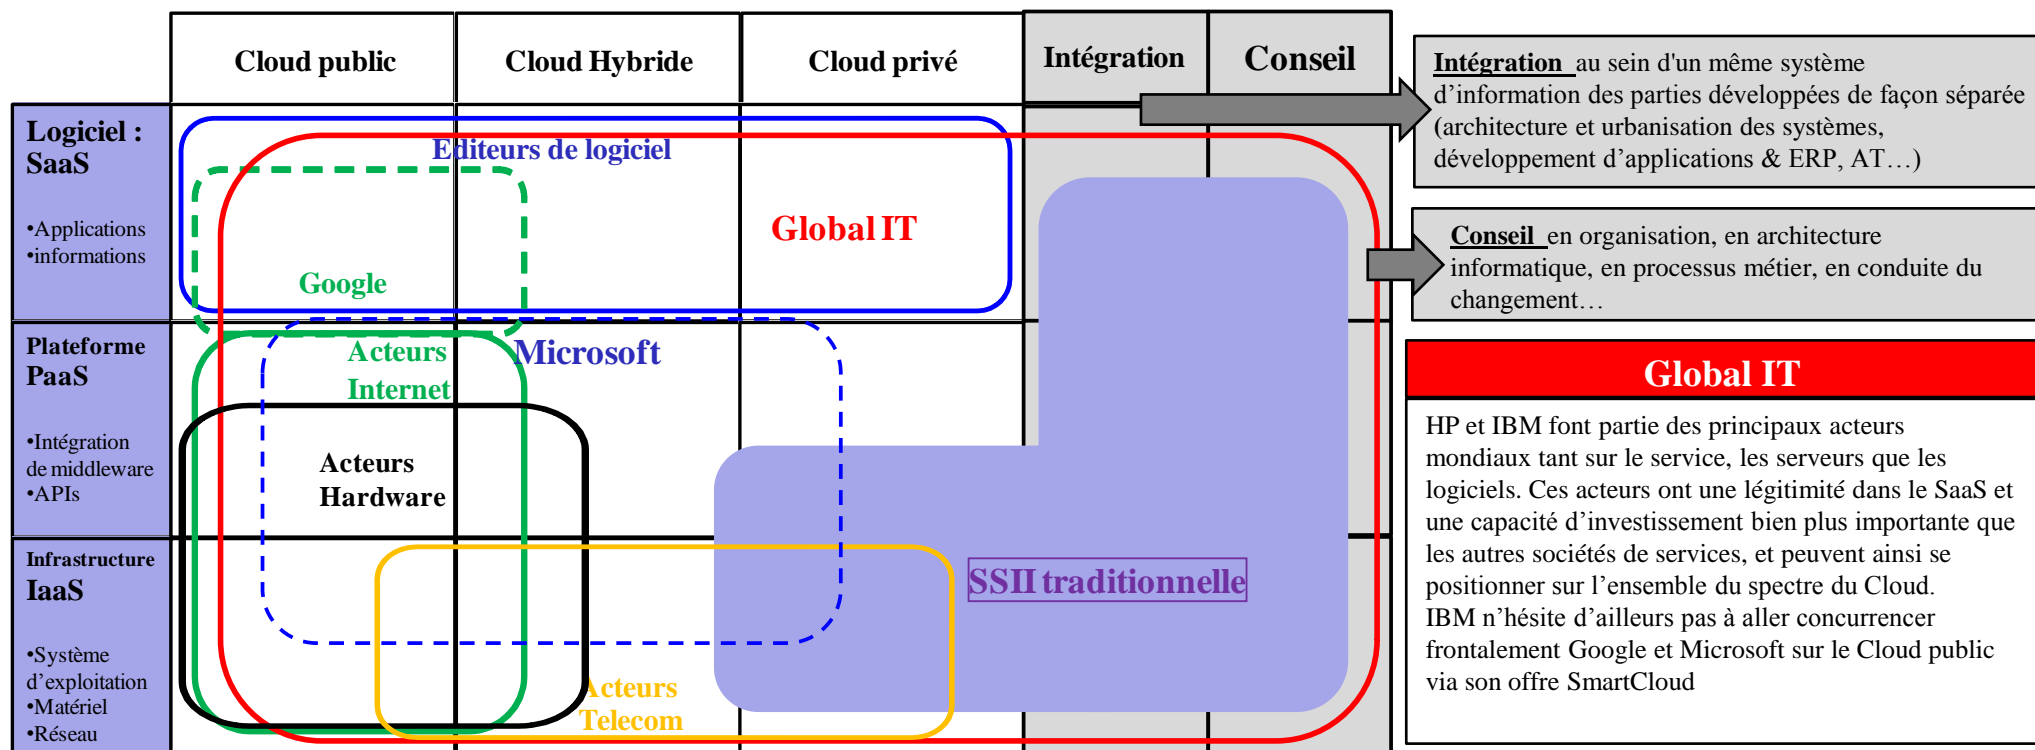 Cloud public
Cloud Hybride
Cloud privé
Intégration
Conseil
Logiciel :
SaaS
•Applications
•informations
Plateforme
PaaS
•Intégration
de middleware
•APIs
Infrastructure
IaaS
•Système
d’exploitation
•Matériel
•Réseau
Editeurs de logiciel
Global IT
Google
Acteurs
Internet
Microsoft
Acteurs
Hardware
SSII traditionnelle
Acteurs
Telecom
Intégration au sein d'un même système
d’information des parties développées de façon séparée
(architecture et urbanisation des systèmes,
développement d’applications & ERP, AT…)
Conseil en organisation, en architecture
informatique, en processus métier, en conduite du
changement…
Global IT
HP et IBM font partie des principaux acteurs
mondiaux tant sur le service, les serveurs que les
logiciels. Ces acteurs ont une légitimité dans le SaaS et
une capacité d’investissement bien plus importante que
les autres sociétés de services, et peuvent ainsi se
positionner sur l’ensemble du spectre du Cloud.
IBM n’hésite d’ailleurs pas à aller concurrencer
frontalement Google et Microsoft sur le Cloud public
via son offre SmartCloud